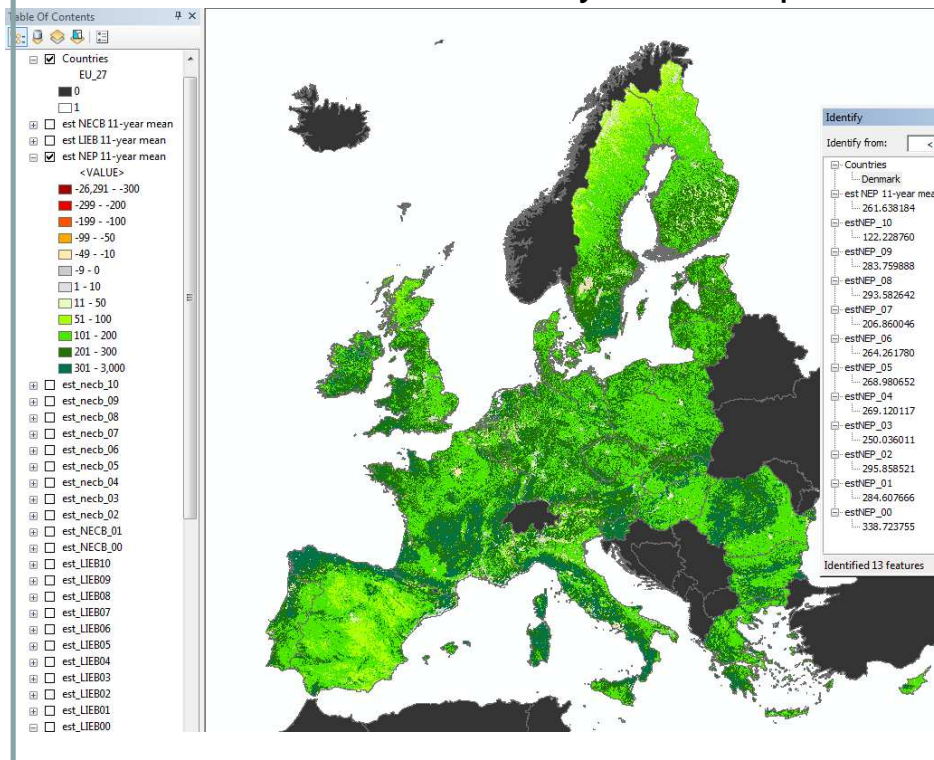 Table Of Contents
Countries
EU_27
0
1
est NECB 11-year mean
est LIEB 11-year mean
est NEP 11-year mean
<VALUE>
-26,291 - -300
-299 - -200
-199 - -100
-99 - -50
-49 - -10
-9 - 0
1 - 10
11 - 50
51 - 100
101 - 200
201 - 300
301 - 3,000
est_necb_10
est_necb_09
est_necb_08
est_necb_07
est_necb_06
est_necb_05
est_necb_04
est_necb_03
est_necb_02
est_NECB_01
est_NECB_00
est_LIEB10
est_LIEB09
est_LIEB08
est_LIEB07
est_LIEB06
est_LIEB05
est_LIEB04
est_LIEB03
est_LIEB02
est_LIEB01
est_LIEB00
Identify
Identify from: <
Countries
Denmark
est NEP 11-year mea
261.638184
estNEP_10
122.228760
estNEP_09
283.759888
estNEP_08
293.582642
estNEP_07
206.860046
estNEP_06
264.261780
estNEP_05
268.980652
estNEP_04
269.120117
estNEP_03
250.036011
estNEP_02
295.858521
estNEP_01
284.607666
estNEP_00
338.723755
Identified 13 features